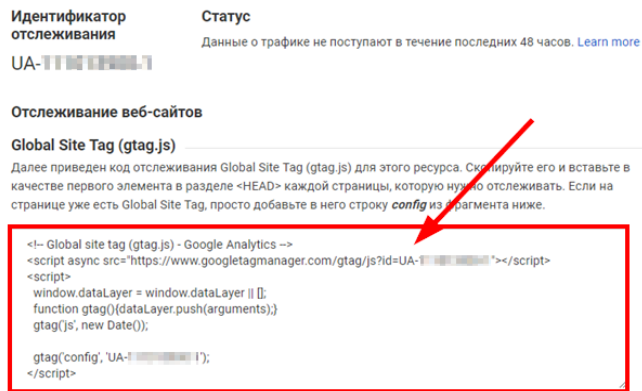 Идентификатор
отслеживания
Статус
Данные о трафике не поступают в течение последних 48 часов. Learn more
UA-
Отслеживание веб-сайтов
Global Site Tag (gtag.js)
Далее приведен код отслеживания Global Site Tag (gtag.js) для этого ресурса. Скопируйте его и вставьте в
качестве первого элемента в разделе <HEAD> каждой страницы, которую нужно отслеживать. Если на
странице уже есть Global Site Tag, просто добавьте в него строку config из фрагмента ниже.
<!-- Global site tag (gtag.js) - Google Analytics -->
<script async src="https://www.googletagmanager.com/gtag/js?id=UA- "></script>
<script>
window.dataLayer = window.dataLayer || [];
function gtag(){dataLayer.push(arguments);}
gtag('js', new Date());
gtag('config', 'UA- ');
</script>